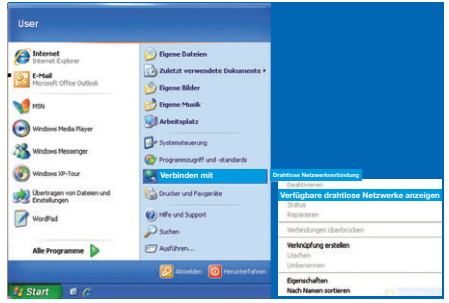 User
Internet
Internet Explorer
E-Mail
Microsoft Office Outlook
MSN
Windows Media Player
Windows Messenger
Windows XP-Tour
Übertragen von Dateien und
Einstellungen
WordPad
Alle Programme
Eigene Dateien
Zuletzt verwendete Dokumente
Eigene Bilder
Eigene Musik
Arbeitsplatz
Systemsteuerung
Programmzugriff und -standards
Verbinden mit
Drucker und Faxgeräte
Hilfe und Support
Suchen
Ausführen...
Abmelden
Herunterfahren
Start
Drahtlose Netzwerkverbindung
Deaktivieren
Verfügbare drahtlose Netzwerke anzeigen
Status
Reparieren
Verbindungen überbrücken
Verknüpfung erstellen
Löschen
Umbenennen
Eigenschaften
Nach Namen sortieren